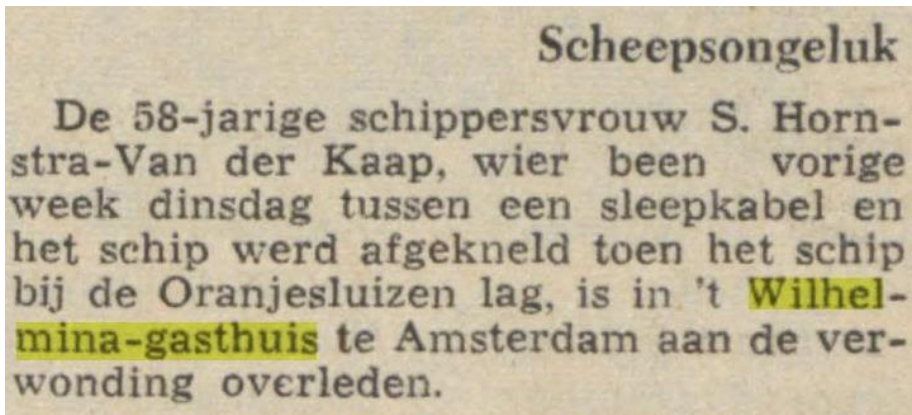 Scheepsongeluk
De 58-jarige schippersvrouw S. Horn-
stra-Van der Kaap, wier been vorige
week dinsdag tussen een sleepkabel en
het schip werd afgekneld toen het schip
bij de Oranjesluizen lag, is in 't Wilhel-
mina-gasthuis te Amsterdam aan de ver-
wonding overleden.